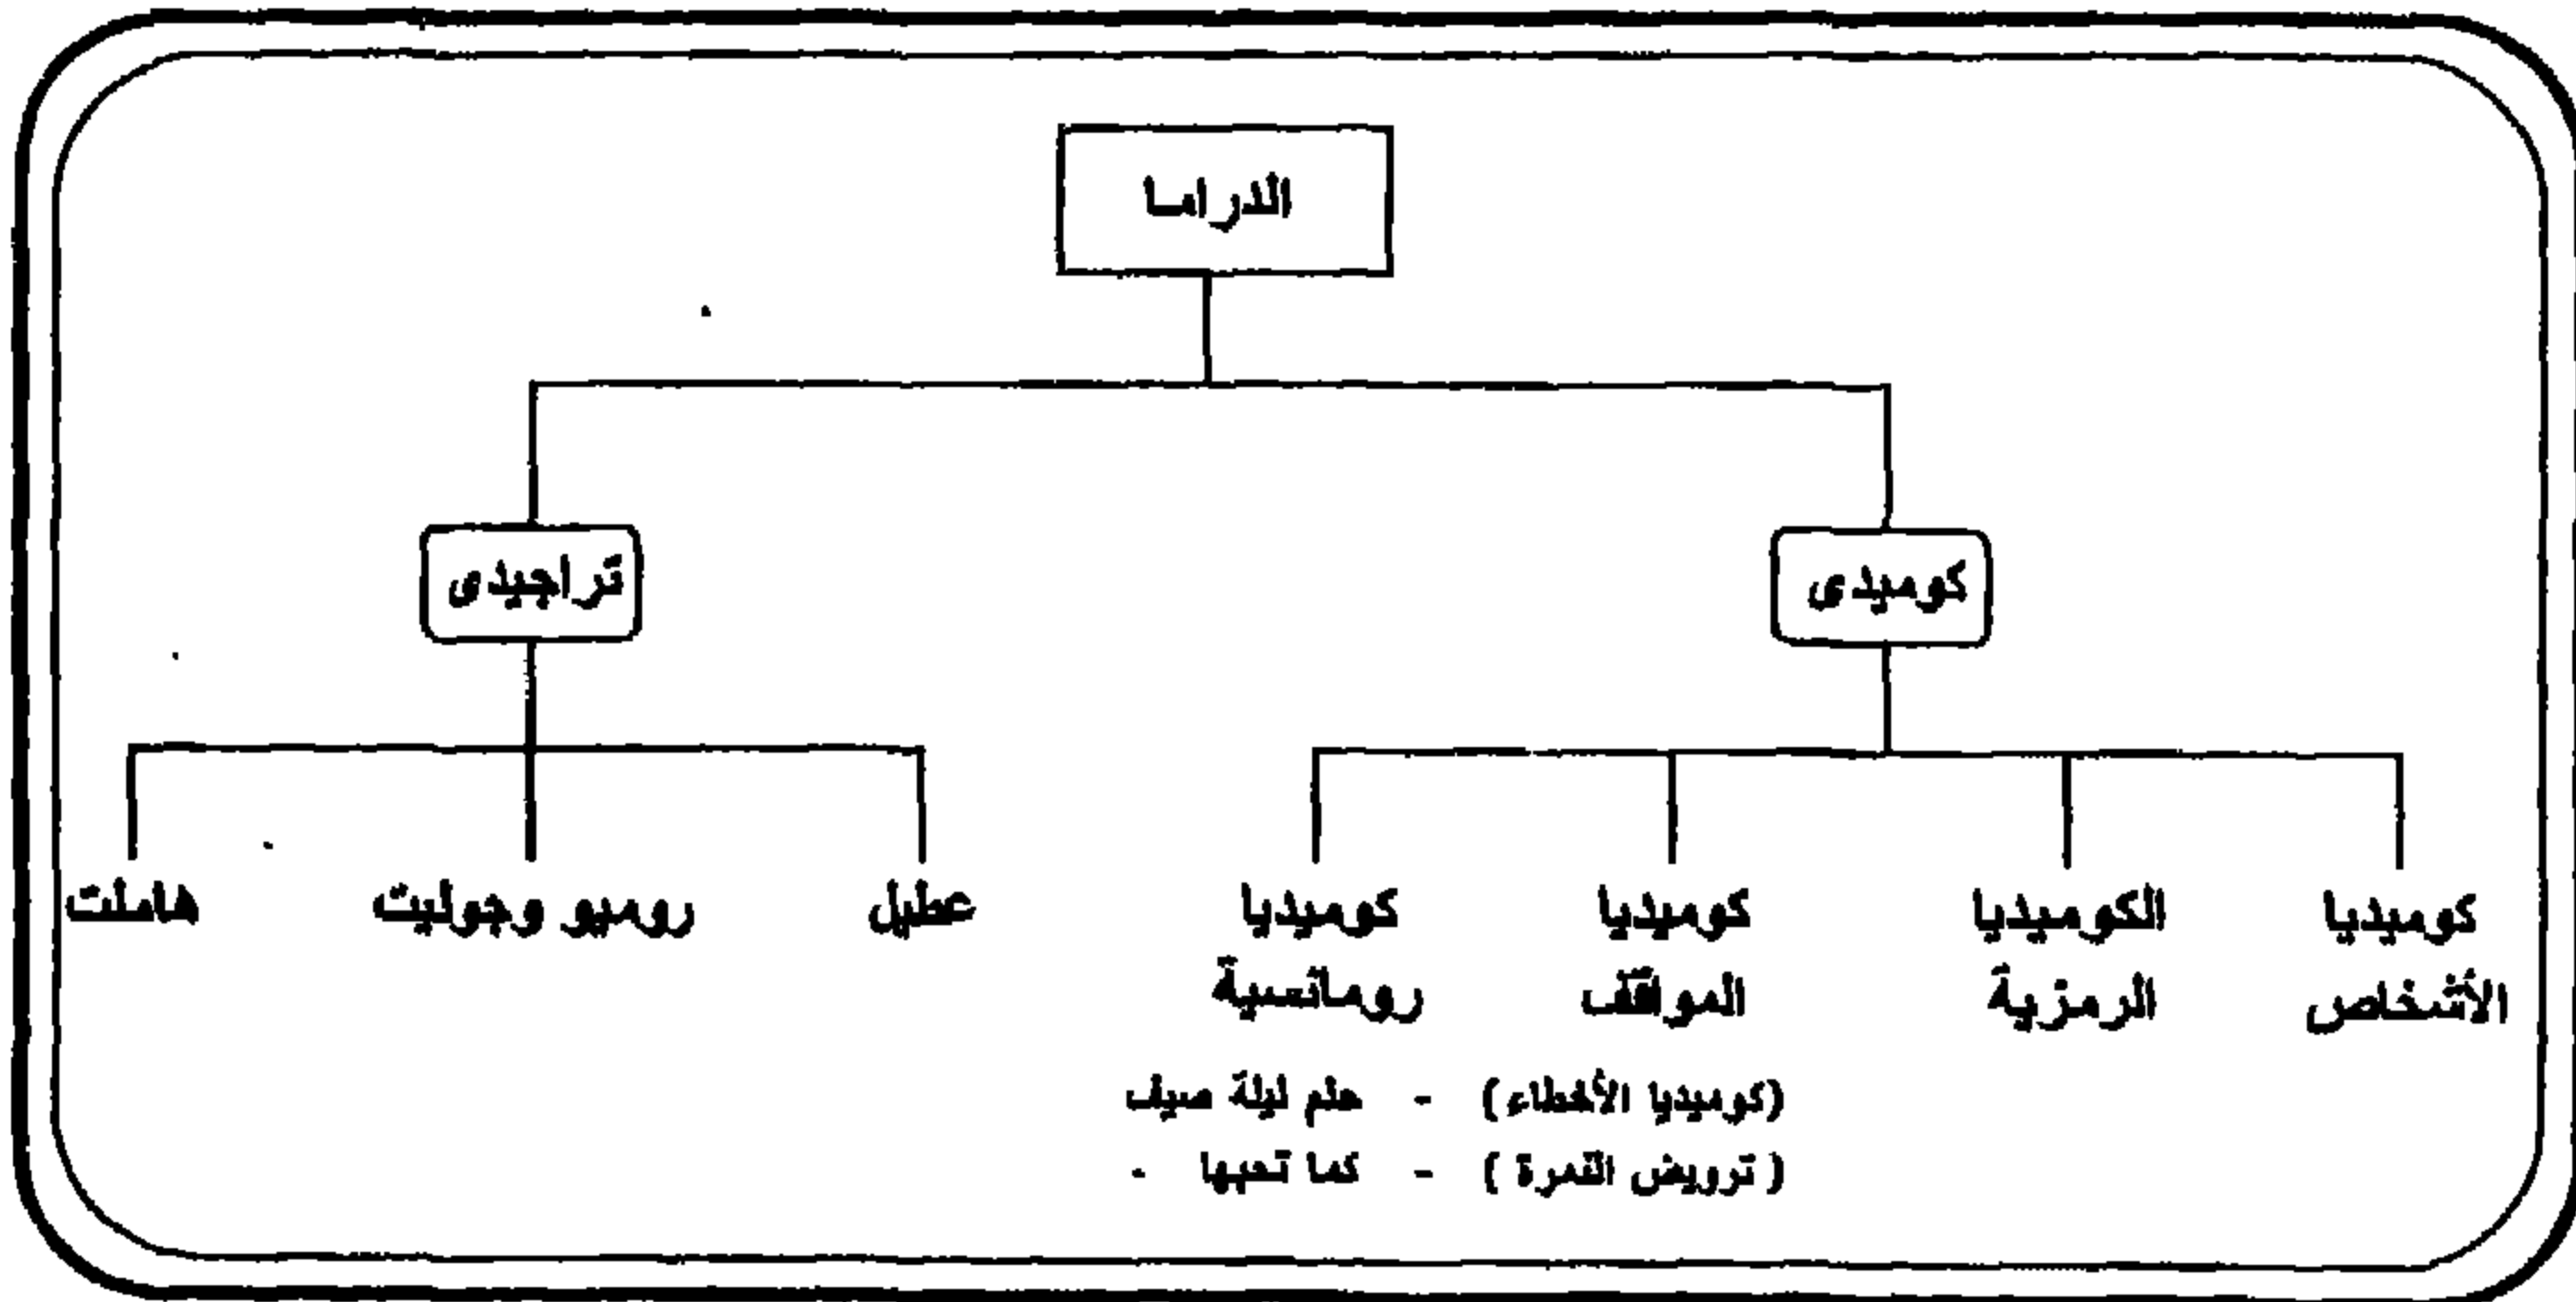 الدراما
كوميدى
تراجيدى
كوميديا
الأشخاص
الكوميديا
الرمزية
كوميديا
المواقف
كوميديا
رومانسية
عطيل
روميو وجوليت
هاملت
(كوميديا الأخطاء) - حلم ليلة صيف
(ترويض النمرة) - كما تحبها .